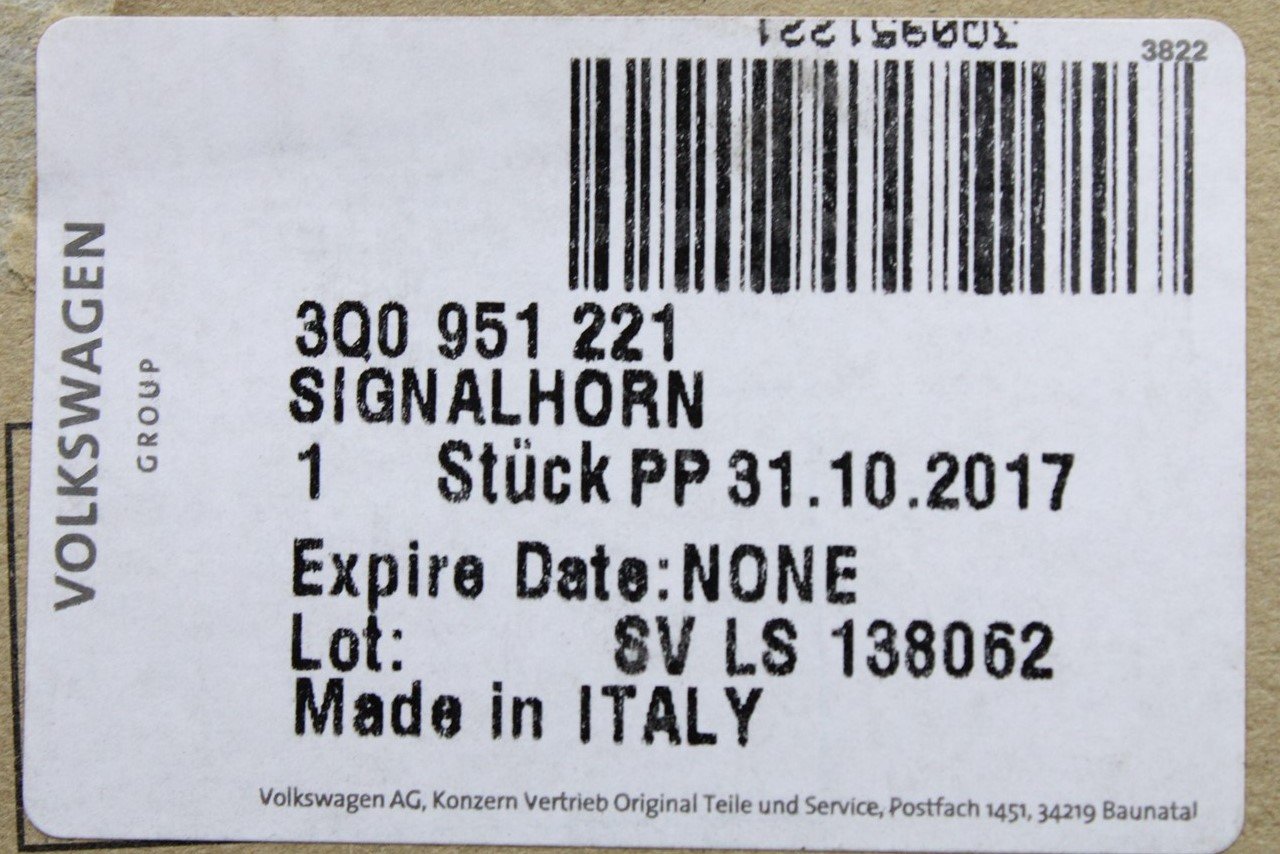 3Q0951221
3822
VOLKSWAGEN
GROUP
3Q0 951 221
SIGNALHORN
1 Stück PP 31.10.2017
Expire Date:NONE
Lot: SV LS 138062
Made in ITALY
Volkswagen AG, Konzern Vertrieb Original Teile und Service, Postfach 1451, 34219 Baunatal